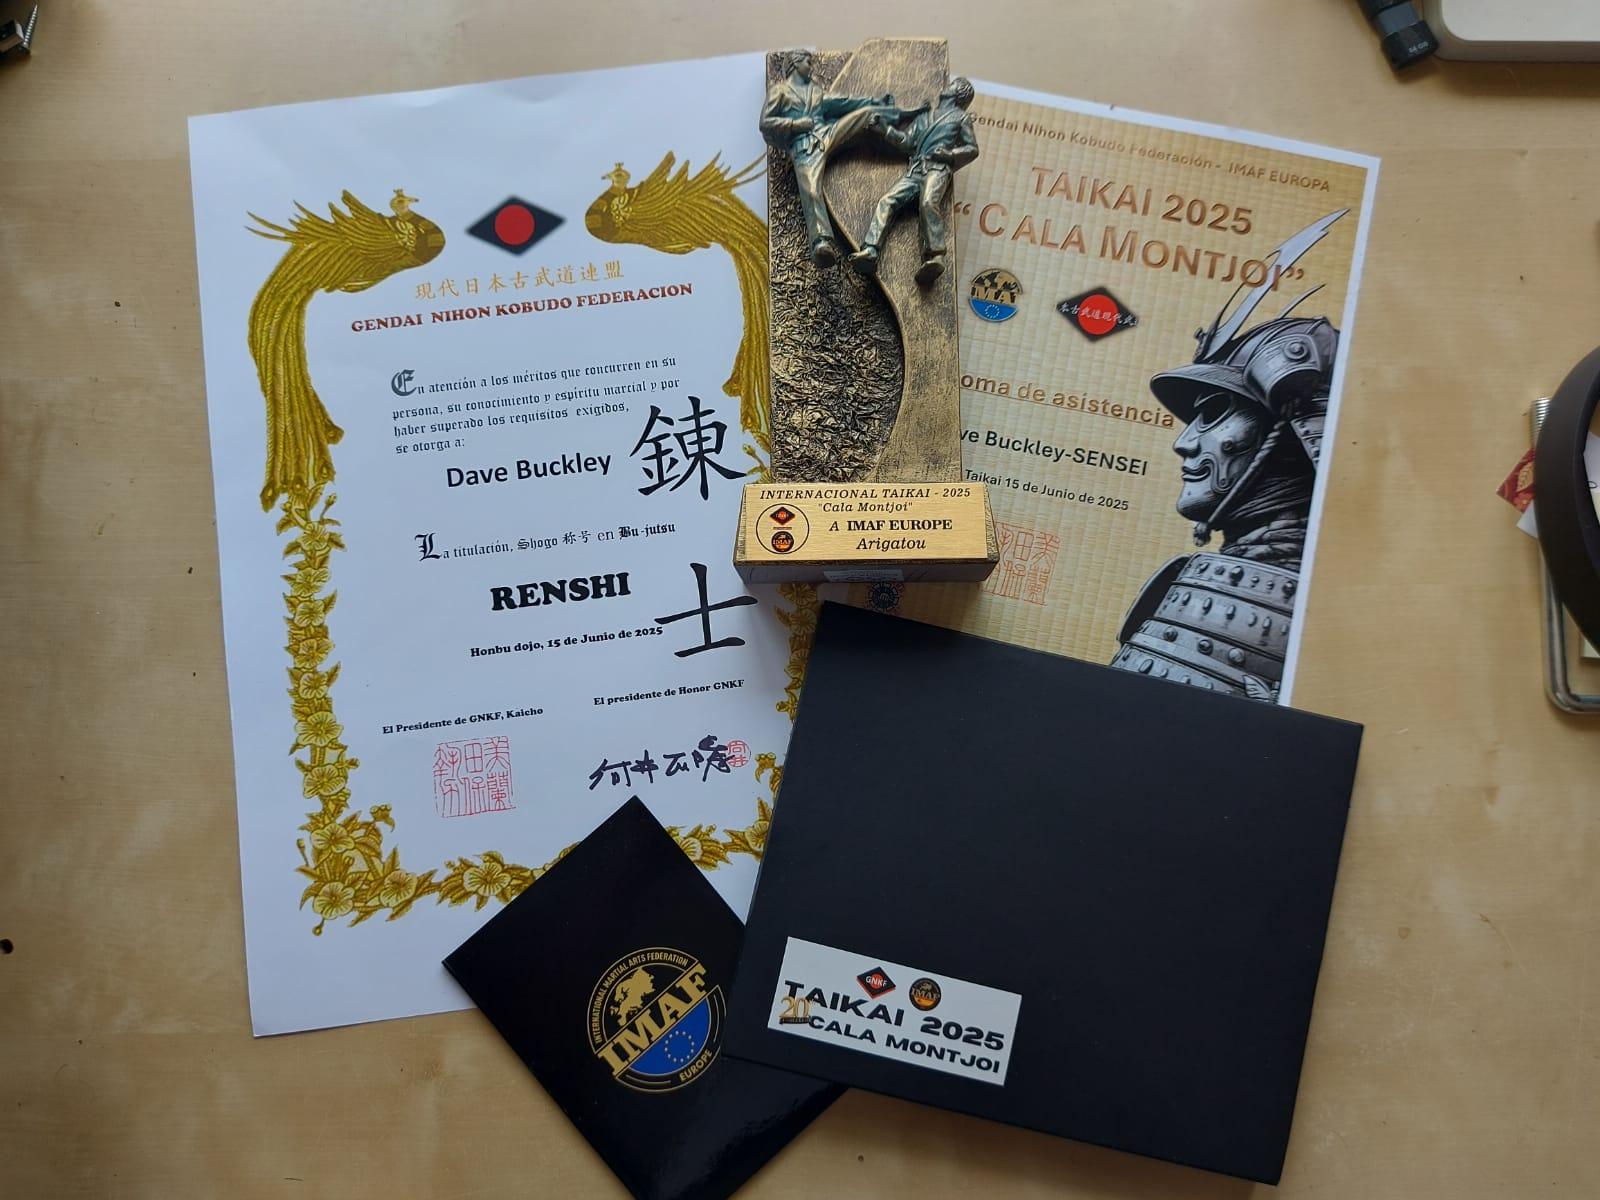 現代日本古武道連盟
GENDAI NIHON KOBUDO FEDERACION
En atención a los méritos que concurren en su
persona, su conocimiento y espíritu marcial y por
haber superado los requisitos exigidos,
se otorga a:
Dave Buckley
錬
La titulación, Shogo 称号 en Bu-jutsu
RENSHI
士
Honbu dojo, 15 de Junio de 2025
El Presidente de GNKF, Kaicho
El presidente de Honor GNKF
INTERNACIONAL TAIKAI - 2025
"Cala Montjoi"
A IMAF EUROPE
Arigatou
IMAF
Gendai Nihon Kobudo Federación - IMAF EUROPA
TAIKAI 2025
"CALA MONTJOI"
IMAF
oma de asistencia
ve Buckley-SENSEI
Taikai 15 de Junio de 2025
INTERNATIONAL MARTIAL ARTS FEDERATION
IMAF
EUROPE
GNKF
IMAF
TAIKAI 2025
20
CALA MONTJOI